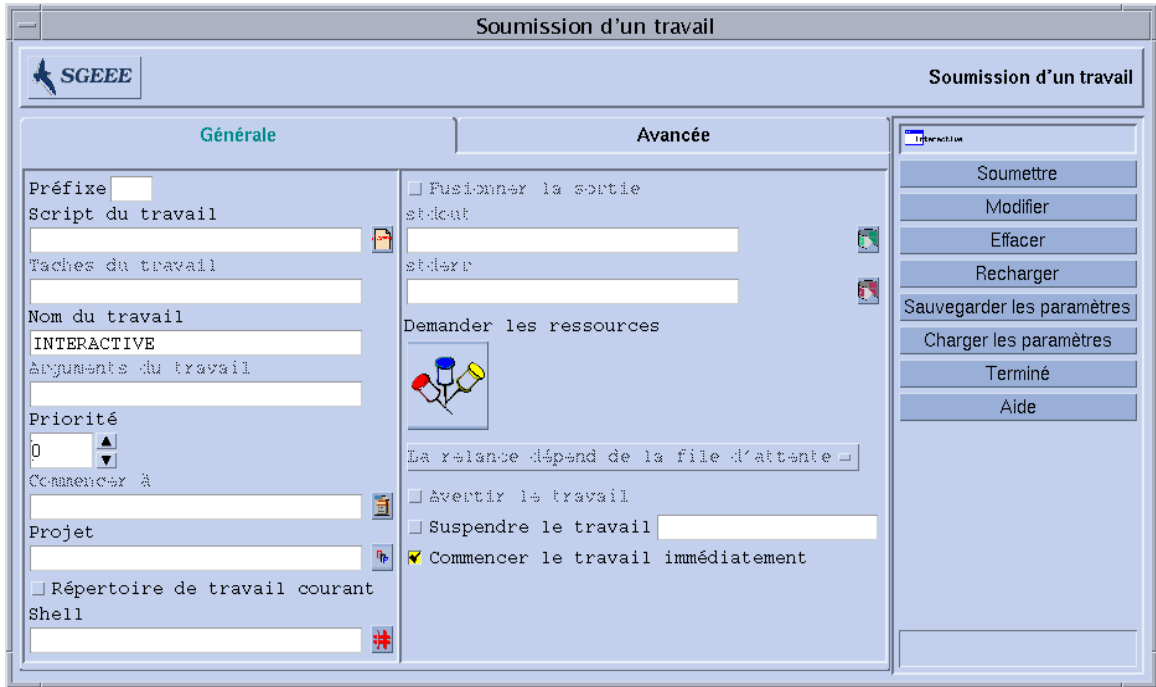 Soumission d'un travail
SGEEE
Soumission d'un travail
Générale
Avancée
Préfixe
Script du travail
Taches du travail
Nom du travail
INTERACTIVE
Arguments du travail
Priorité
0
Commencer à
Projet
Répertoire de travail courant
Shell
Fusionner la sortie
stdout
stderr
Demander les ressources
La relance dépend de la file d'attente
Avertir le travail
Suspendre le travail
Commencer le travail immédiatement
Interactive
Soumettre
Modifier
Effacer
Recharger
Sauvegarder les paramètres
Charger les paramètres
Terminé
Aide